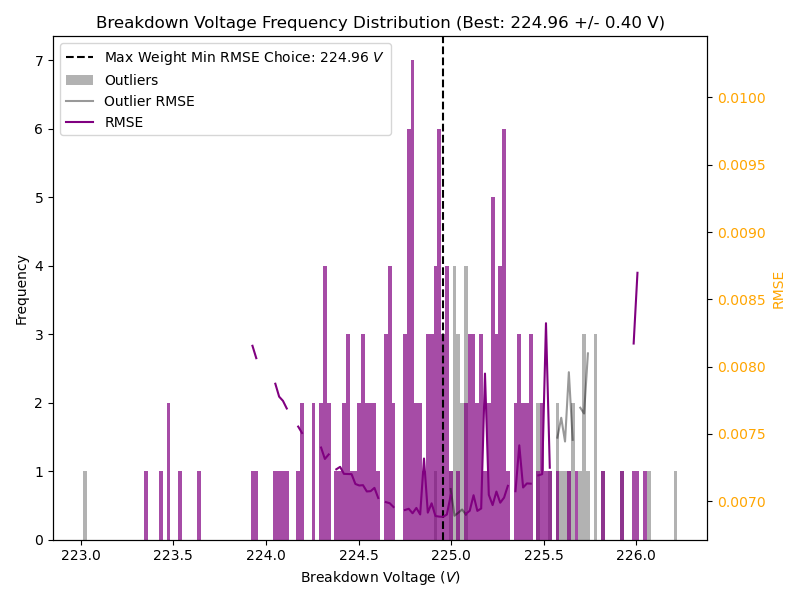 Breakdown Voltage Frequency Distribution (Best: 224.96 +/- 0.40 V)
Max Weight Min RMSE Choice: 224.96 V
Outliers
Outlier RMSE
RMSE
Frequency
7
6
5
4
3
2
1
0
0.0100
0.0095
0.0090
0.0085
0.0080
0.0075
0.0070
RMSE
223.0 223.5 224.0 224.5 225.0 225.5 226.0
Breakdown Voltage (V)